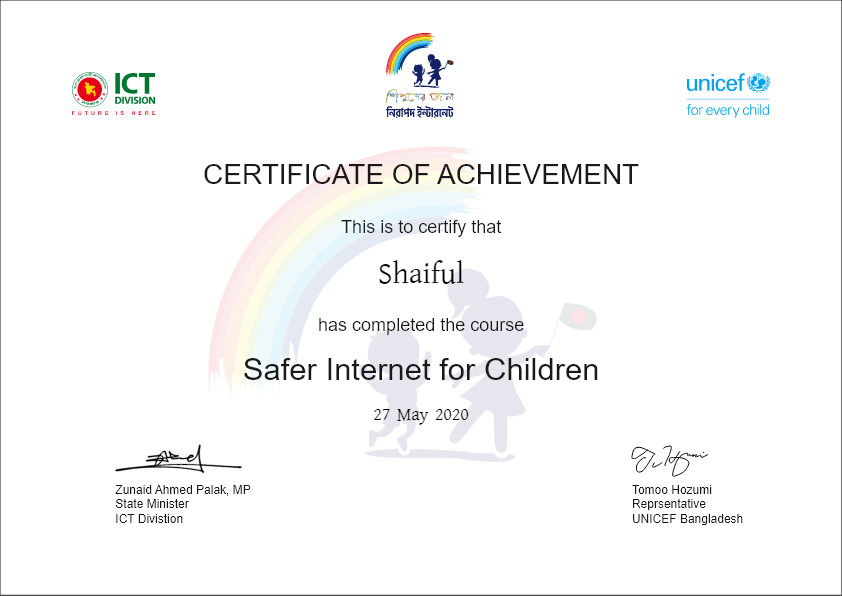 ICT
DIVISION
FUTURE IS HERE
শিশুদের জন্য
নিরাপদ ইন্টারনেট
unicef
for every child
CERTIFICATE OF ACHIEVEMENT
This is to certify that
Shaiful
has completed the course
Safer Internet for Children
27 May 2020
Zunaid Ahmed Palak, MP
State Minister
ICT Divistion
Tomoo Hozumi
Reprsentative
UNICEF Bangladesh